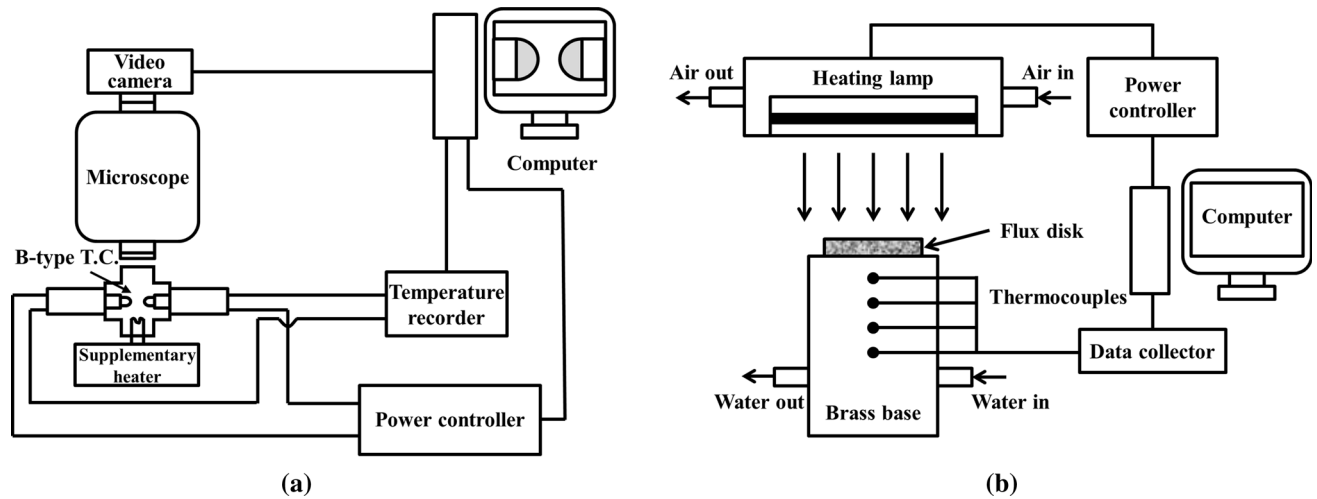 Video
camera
Microscope
B-type T.C.
Supplementary
heater
Temperature
recorder
Power controller
Computer
(a)
Air out
Heating lamp
Air in
Power
controller
Computer
Flux disk
Thermocouples
Data collector
Water out
Brass base
Water in
(b)